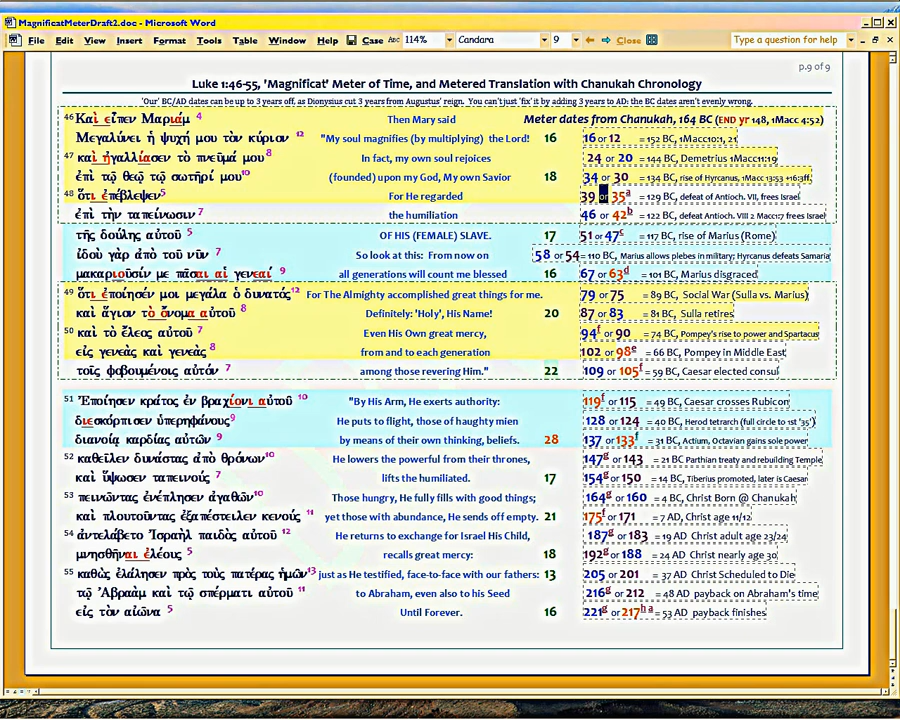 MagnificatMeterDraft2.doc - Microsoft Word
File Edit View Insert Format Tools Table Window Help Case 114% Candara 9 Close Type a question for help
p.9 of 9
Luke 1:46-55, 'Magnificat' Meter of Time, and Metered Translation with Chanukah Chronology
'Our' BC/AD dates can be up to 3 years off, as Dionysius cut 3 years from Augustus' reign. You can't just 'fix' it by adding 3 years to AD: the BC dates aren't evenly wrong.
46 Καὶ εἶπεν Μαριάμ 4 Then Mary said Meter dates from Chanukah, 164 BC (END yr 148, 1Macc 4:52)
Μεγαλύνει ἡ ψυχή μου τὸν κύριον 12 "My soul magnifies (by multiplying) the Lord! 16 16 or 12 = 152 BC, 1Macc10:1, 21
47 καὶ ἠγαλλίασεν τὸ πνεῦμά μου 8 In fact, my own soul rejoices 24 or 20 = 144 BC, Demetrius 1Macc11:19
ἐπὶ τῷ θεῷ τῷ σωτηρί μου 10 (founded) upon my God, My own Savior 18 34 or 30 = 134 BC, rise of Hyrcanus, 1Macc 13:53 +16:3ff
48 ὅτι ἐπέβλεψεν 5 For He regarded 39 or 35a = 129 BC, defeat of Antioch. VII, frees Israel
ἐπὶ τὴν ταπείνωσιν 7 the humiliation 46 or 42b = 122 BC, defeat Antioch. VIII 2 Macc1:7 frees Israel
τῆς δούλης αὐτοῦ 5 OF HIS (FEMALE) SLAVE. 51 or 47c = 117 BC, rise of Marius (Rome)
ἰδοὺ γὰρ ἀπὸ τοῦ νῦν 7 So look at this: From now on 58 or 54 = 110 BC, Marius allows plebes in military; Hyrcanus defeats Samaria
μακαριοῦσίν με πᾶσαι αἱ γενεαί 9 all generations will count me blessed 16 67 or 63d = 101 BC, Marius disgraced
49 ὅτι ἐποίησέν μοι μεγάλα ὁ δυνατός 12 For The Almighty accomplished great things for me. 79 or 75 = 89 BC, Social War (Sulla vs. Marius)
καὶ ἅγιον τὸ ὄνομα αὐτοῦ 8 Definitely: 'Holy', His Name! 20 87 or 83 = 81 BC, Sulla retires
50 καὶ τὸ ἔλεος αὐτοῦ 7 Even His Own great mercy, 94f or 90 = 74 BC, Pompey's rise to power and Spartacus
εἰς γενεὰς καὶ γενεὰς 8 from and to each generation 102 or 98e = 66 BC, Pompey in Middle East
τοῖς φοβουμένοις αὐτόν 7 among those revering Him." 22 109 or 105f = 59 BC, Caesar elected consul
51 Ἐποίησεν κράτος ἐν βραχίονι αὐτοῦ 10 "By His Arm, He exerts authority: 119f or 115 = 49 BC, Caesar crosses Rubicon
διεσκόρπισεν ὑπερηφάνους 9 He puts to flight, those of haughty mien 128 or 124 = 40 BC, Herod tetrarch (full circle to 1st '35')
διανοίᾳ καρδίας αὐτῶν 9 by means of their own thinking, beliefs. 28 137 or 133f = 31 BC, Actium, Octavian gains sole power
52 καθεῖλεν δυνάστας ἀπὸ θρόνων 10 He lowers the powerful from their thrones, 147g or 143 = 21 BC Parthian treaty and rebuilding Temple
καὶ ὕψωσεν ταπεινούς 7 lifts the humiliated. 17 154g or 150 = 14 BC, Tiberius promoted, later is Caesar
53 πεινῶντας ἐνέπλησεν ἀγαθῶν 10 Those hungry, He fully fills with good things; 164g or 160 = 4 BC, Christ Born @ Chanukah
καὶ πλουτοῦντας ἐξαπέστειλεν κενούς 11 yet those with abundance, He sends off empty. 21 175f or 171 = 7 AD, Christ age 11/12
54 ἀντελάβετο Ἰσραὴλ παιδὸς αὐτοῦ 12 He returns to exchange for Israel His Child, 187g or 183 = 19 AD Christ adult age 23/24
μνησθῆναι ἐλέους 5 recalls great mercy: 18 192g or 188 = 24 AD Christ nearly age 30
55 καθὼς ἐλάλησεν πρὸς τοὺς πατέρας ἡμῶν 13 just as He testified, face-to-face with our fathers: 13 205 or 201 = 37 AD Christ Scheduled to Die
τῷ Ἀβραὰμ καὶ τῷ σπέρματι αὐτοῦ 11 to Abraham, even also to his Seed 216g or 212 = 48 AD payback on Abraham's time
εἰς τὸν αἰῶνα 5 Until Forever. 16 221g or 217h a = 53 AD payback finishes